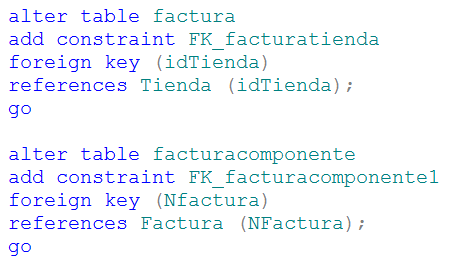 alter table factura
add constraint FK_facturatienda
foreign key (idTienda)
references Tienda (idTienda);
go
alter table facturacomponente
add constraint FK_facturacomponente1
foreign key (Nfactura)
references Factura (NFactura);
go